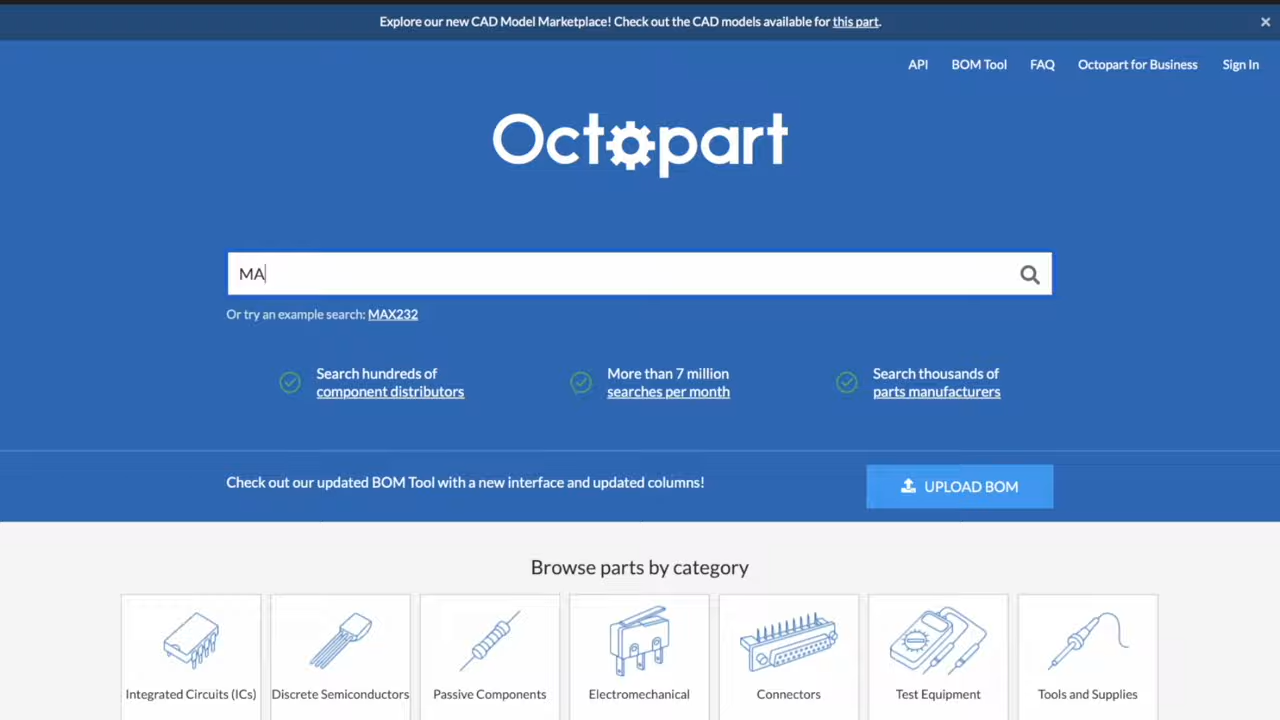 Explore our new CAD Model Marketplace! Check out the CAD models available for this part.
×
API BOM Tool FAQ Octopart for Business Sign In
Octopart
MA
Or try an example search: MAX232
Search hundreds of
component distributors
More than 7 million
searches per month
Search thousands of
parts manufacturers
Check out our updated BOM Tool with a new interface and updated columns!
UPLOAD BOM
Browse parts by category
Integrated Circuits (ICs)
Discrete Semiconductors
Passive Components
Electromechanical
Connectors
Test Equipment
Tools and Supplies